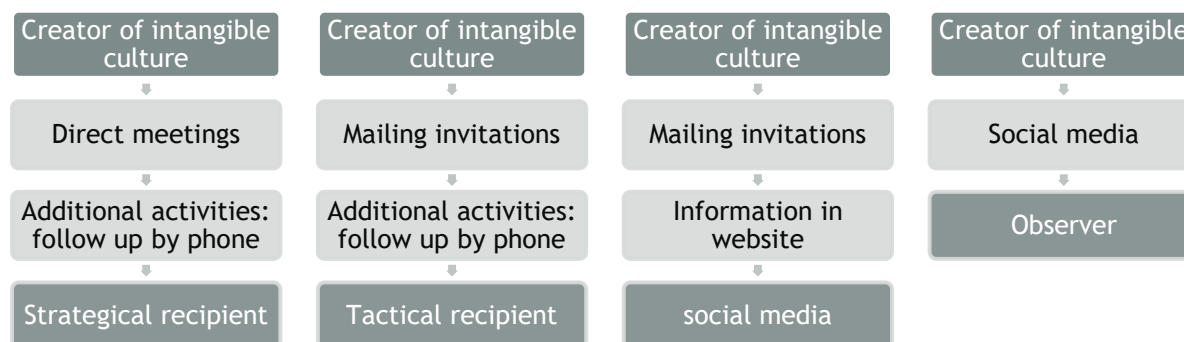 Creator of intangible
culture
Direct meetings
Additional activities:
follow up by phone
Strategical recipient
Creator of intangible
culture
Mailing invitations
Additional activities:
follow up by phone
Tactical recipient
Creator of intangible
culture
Mailing invitations
Information in
website
social media
Creator of intangible
culture
Social media
Observer